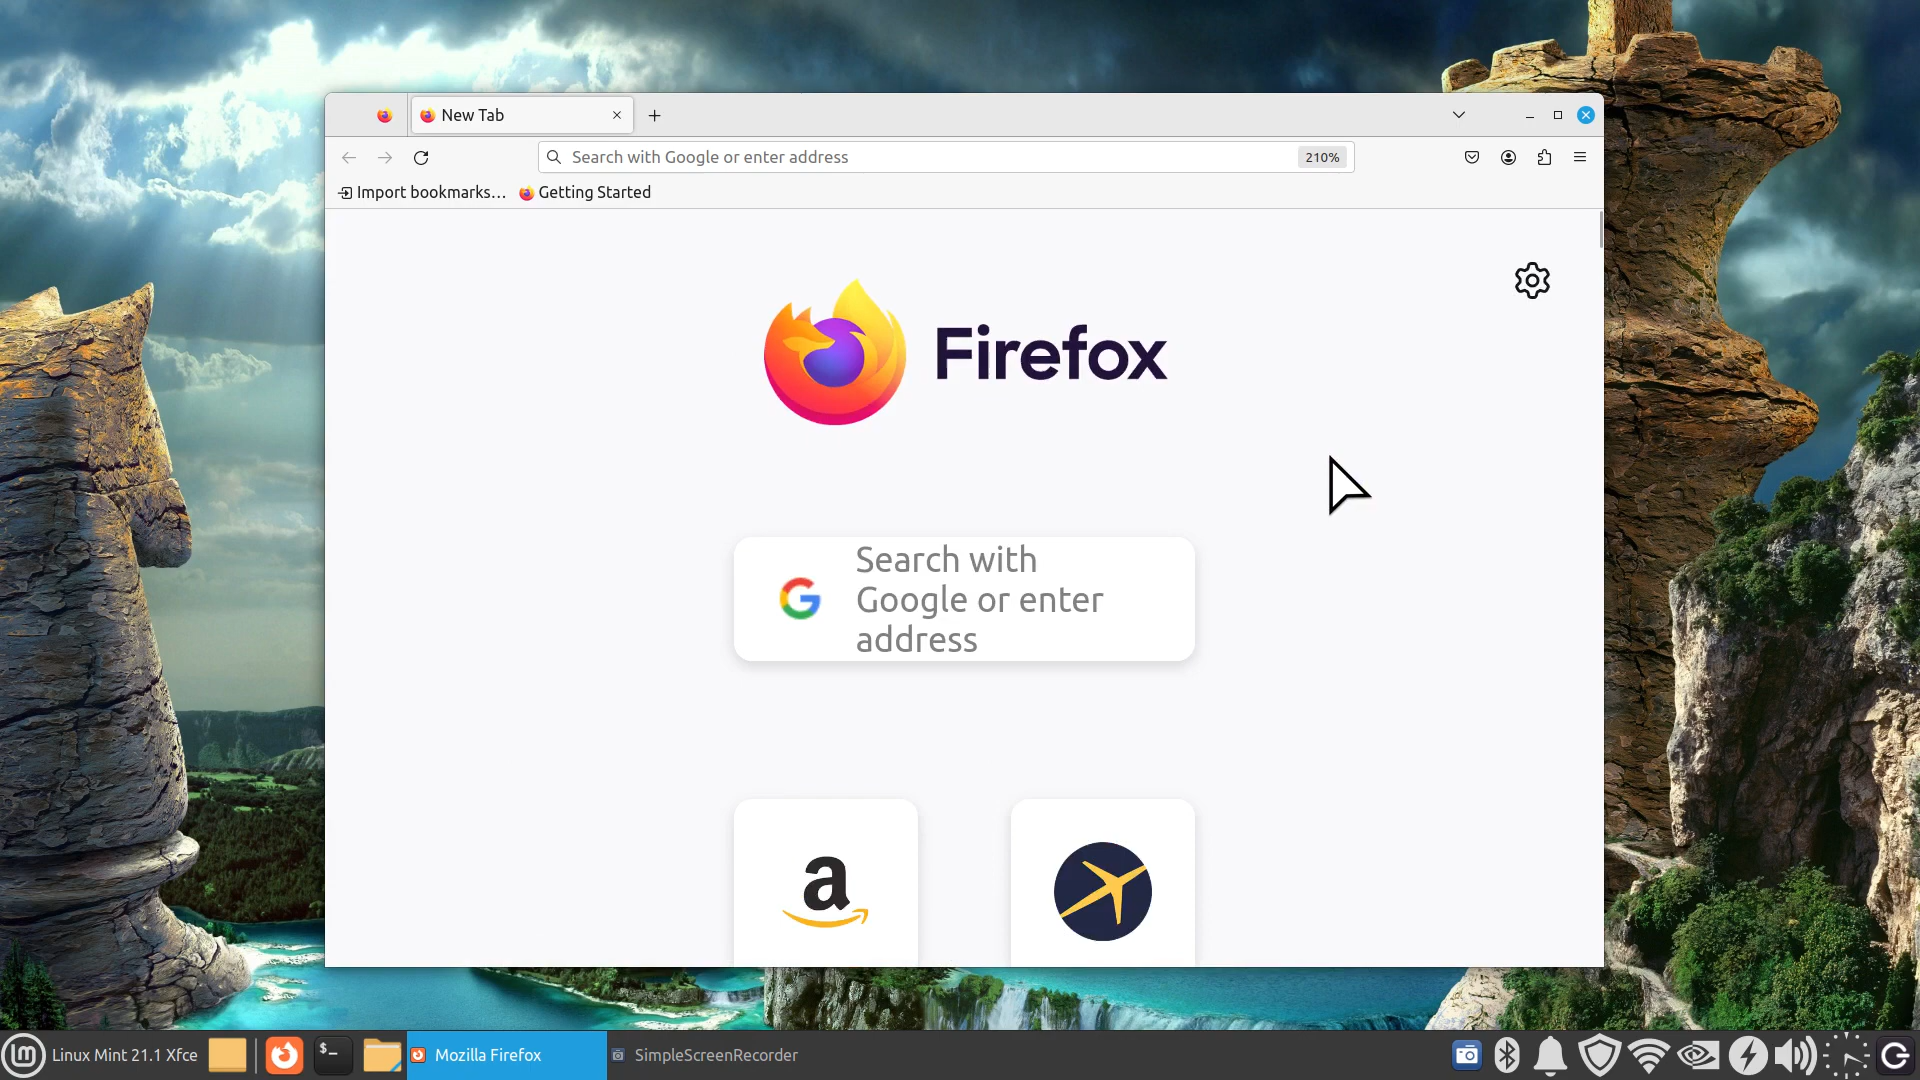 New Tab
Search with Google or enter address
210%
Import bookmarks...
Getting Started
Firefox
Search with
Google or enter
address
a
Linux Mint 21.1 Xfce
$-
Mozilla Firefox
SimpleScreenRecorder